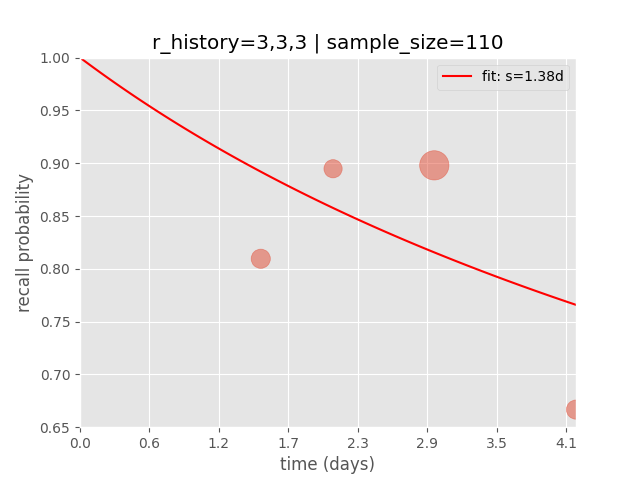 r_history=3,3,3 | sample_size=110
fit: s=1.38d
1.00
0.95
0.90
0.85
0.80
0.75
0.70
0.65
recall probability
0.0 0.6 1.2 1.7 2.3 2.9 3.5 4.1
time (days)